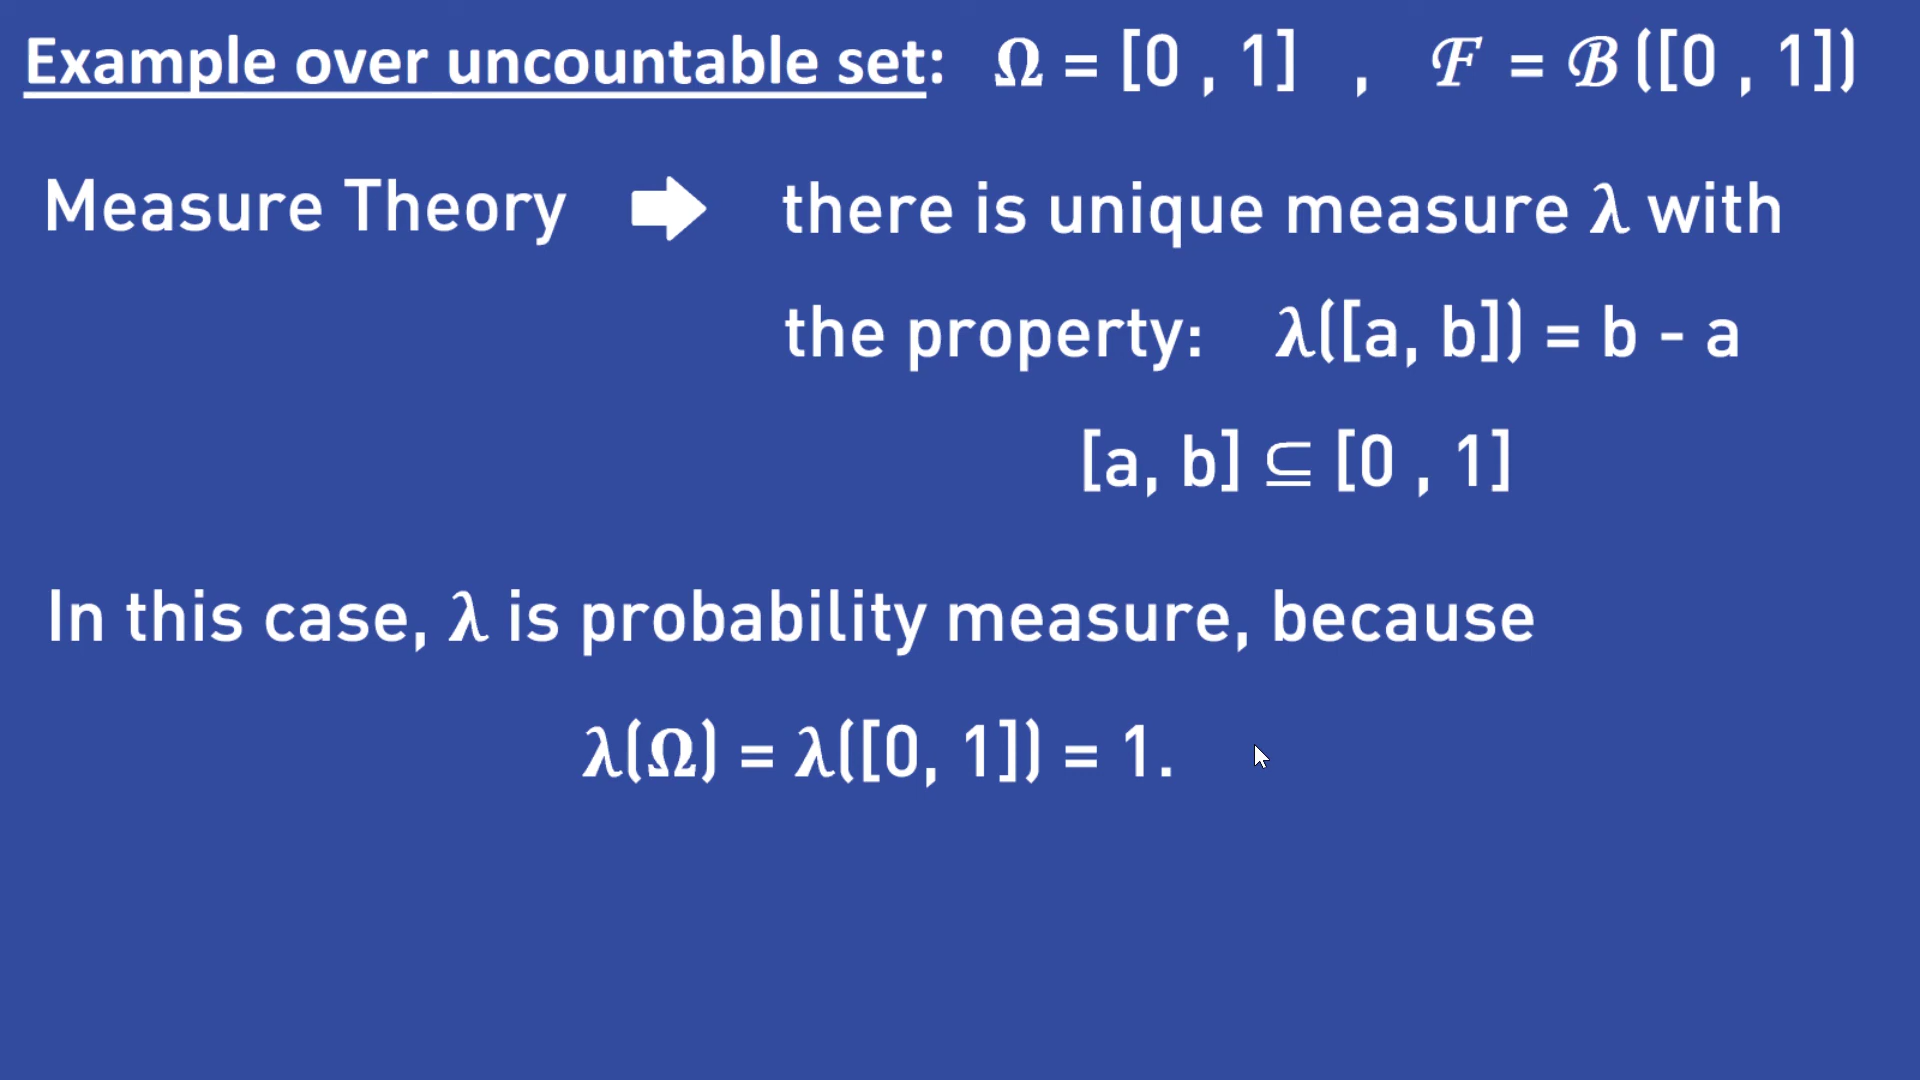 Example over uncountable set: Ω = [0 , 1] , ℱ = ℬ ([0 , 1])
Measure Theory ➡ there is unique measure λ with
the property: λ([a, b]) = b - a
[a, b] ⊆ [0 , 1]
In this case, λ is probability measure, because
λ(Ω) = λ([0, 1]) = 1.